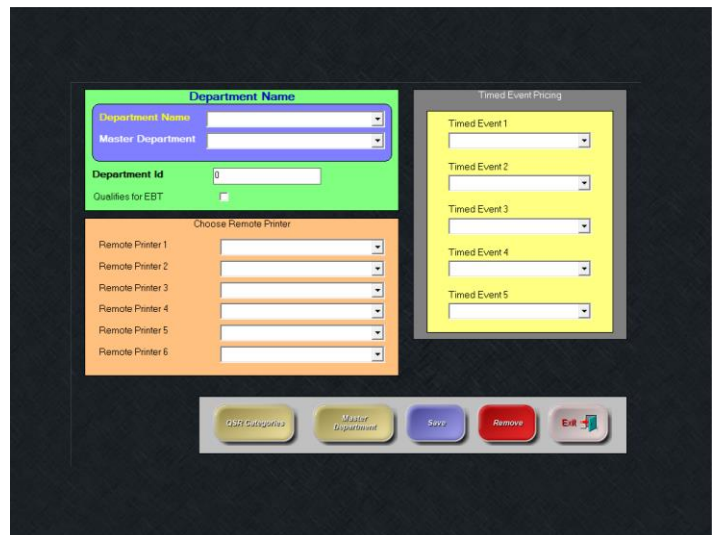 Department Name
Department Name
Master Department
Department Id
0
Qualifies for EBT
Choose Remote Printer
Remote Printer 1
Remote Printer 2
Remote Printer 3
Remote Printer 4
Remote Printer 5
Remote Printer 6
Timed Event Pricing
Timed Event 1
Timed Event 2
Timed Event 3
Timed Event 4
Timed Event 5
QSR Categories
Master
Department
Save
Remove
Exit